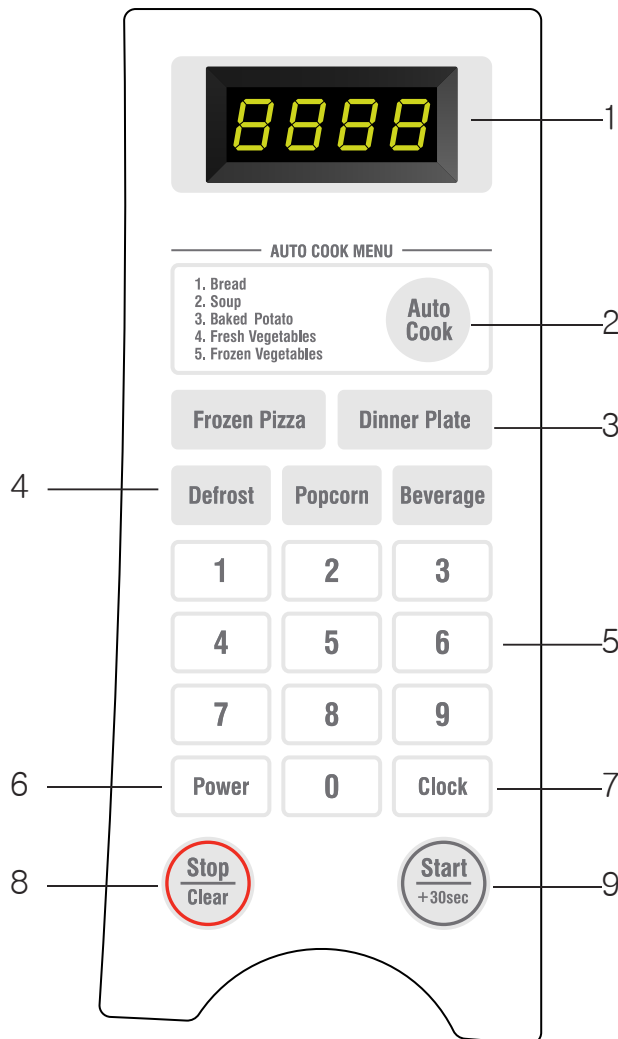 8888
1
AUTO COOK MENU
1. Bread
2. Soup
3. Baked Potato
4. Fresh Vegetables
5. Frozen Vegetables
Auto
Cook
2
Frozen Pizza
Dinner Plate
3
4
Defrost
Popcorn
Beverage
1
2
3
4
5
6
5
7
8
9
6
Power
0
Clock
7
8
Stop
Clear
Start
+30sec
9